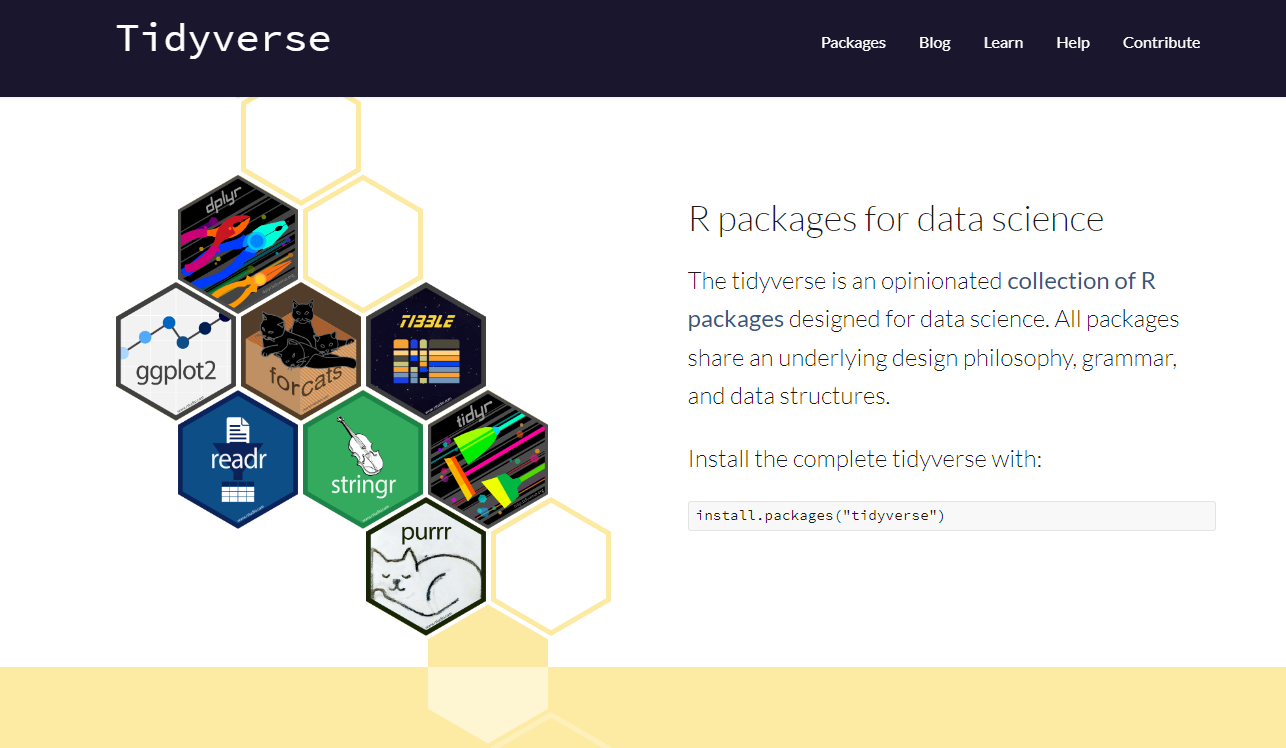 Tidyverse
Packages Blog Learn Help Contribute
dplyr
ggplot2
forcats
TIBBLE
readr
stringr
tidyr
purrr
R packages for data science
The tidyverse is an opinionated collection of R
packages designed for data science. All packages
share an underlying design philosophy, grammar,
and data structures.
Install the complete tidyverse with:
install.packages("tidyverse")